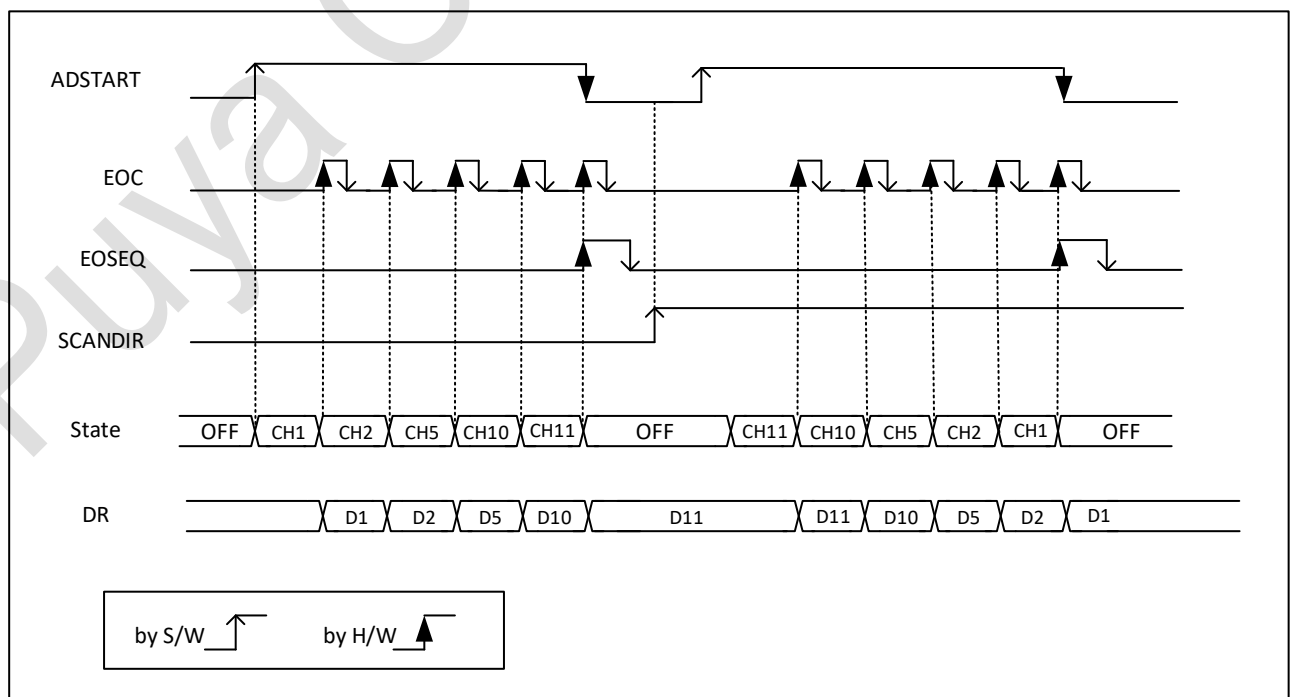 Puya
ADSTART
EOC
EOSEQ
SCANDIR
State OFF CH1 CH2 CH5 CH10 CH11 OFF CH11 CH10 CH5 CH2 CH1 OFF
DR D1 D2 D5 D10 D11 D11 D10 D5 D2 D1
by S/W by H/W